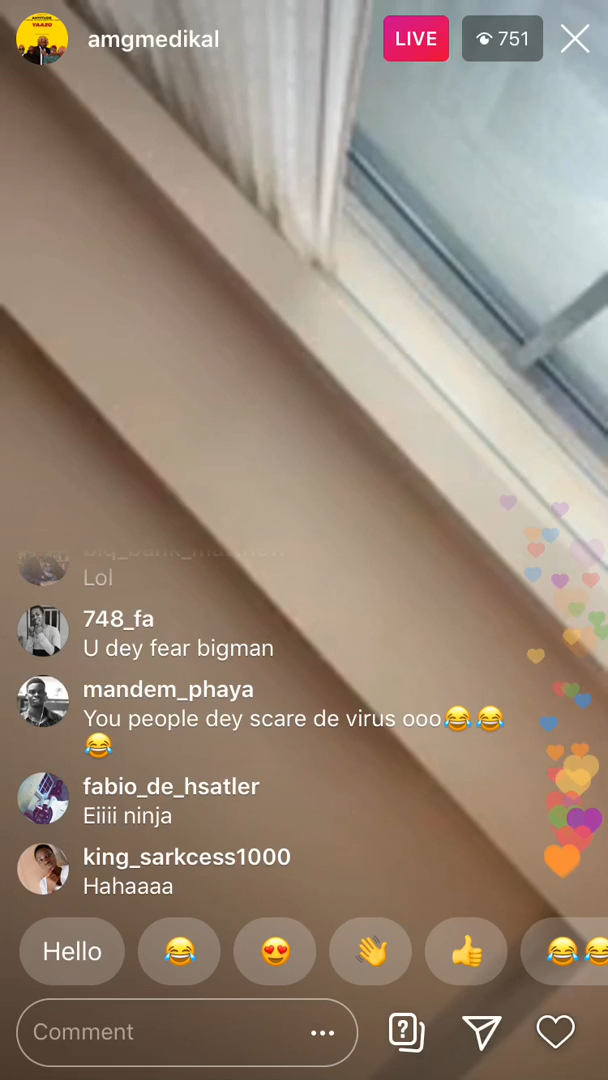 amgmedikal
LIVE
751
YAAZO
Lol
748_fa
U dey fear bigman
mandem_phaya
You people dey scare de virus ooo😂😂
😂
fabio_de_hsatler
Eiiii ninja
king_sarkcess1000
Hahaaaa
Hello 😂 😍 👋 👍 😂😂
Comment